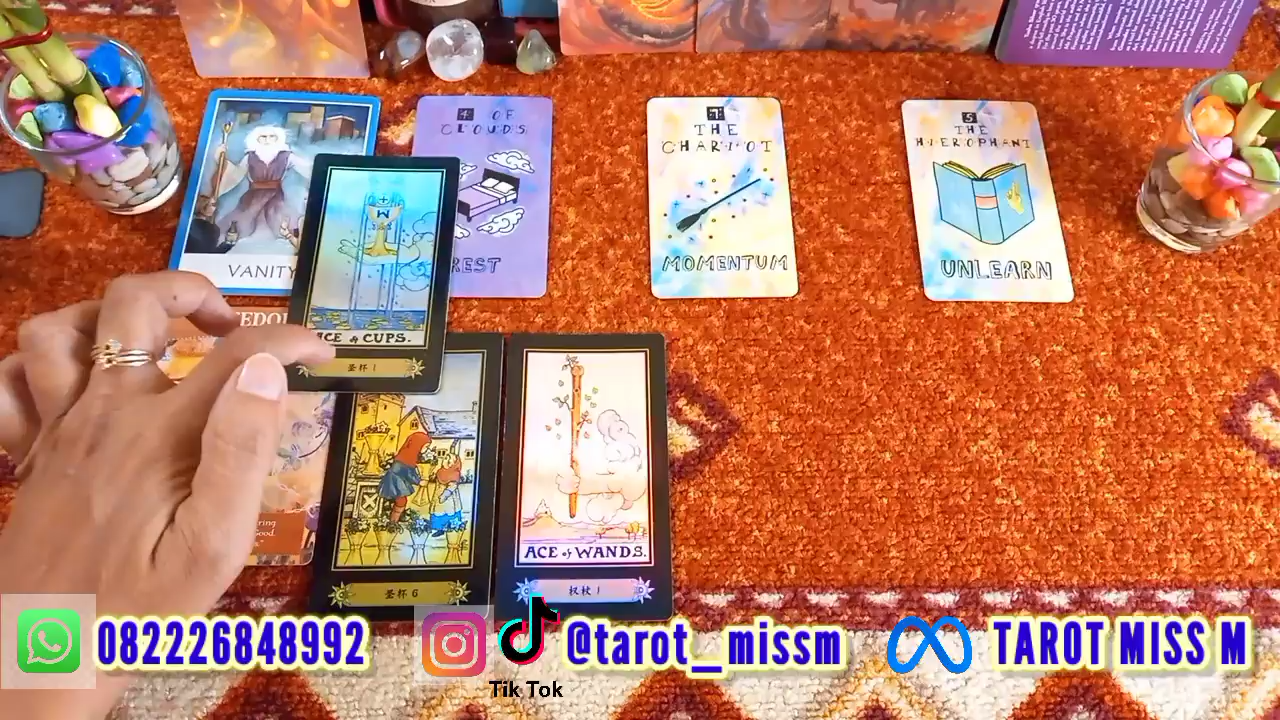 4 OF
CLOUDS
REST
VANITY
7
THE
CHARIOT
MOMENTUM
5
THE
HIEROPHANT
UNLEARN
ACE of CUPS.
圣杯 1
圣杯 6
ACE of WANDS.
权杖 1
082226848992
@tarot_missm
TAROT MISS M
Tik Tok